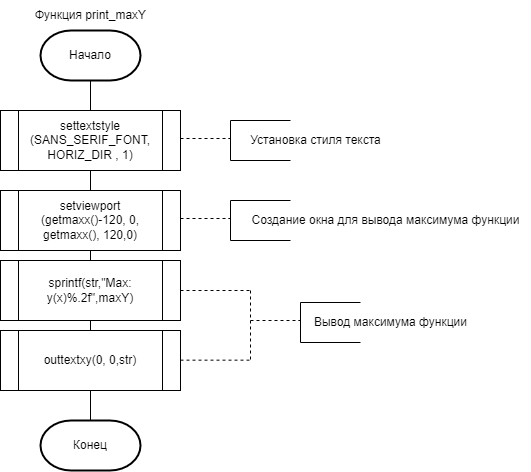 Функция print_maxY
Начало
settextstyle
(SANS_SERIF_FONT,
HORIZ_DIR , 1)
Установка стиля текста
setviewport
(getmaxx()-120, 0,
getmaxx(), 120,0)
Создание окна для вывода максимума функции
sprintf(str,"Max:
y(x)%.2f",maxY)
Вывод максимума функции
outtextxy(0, 0,str)
Конец